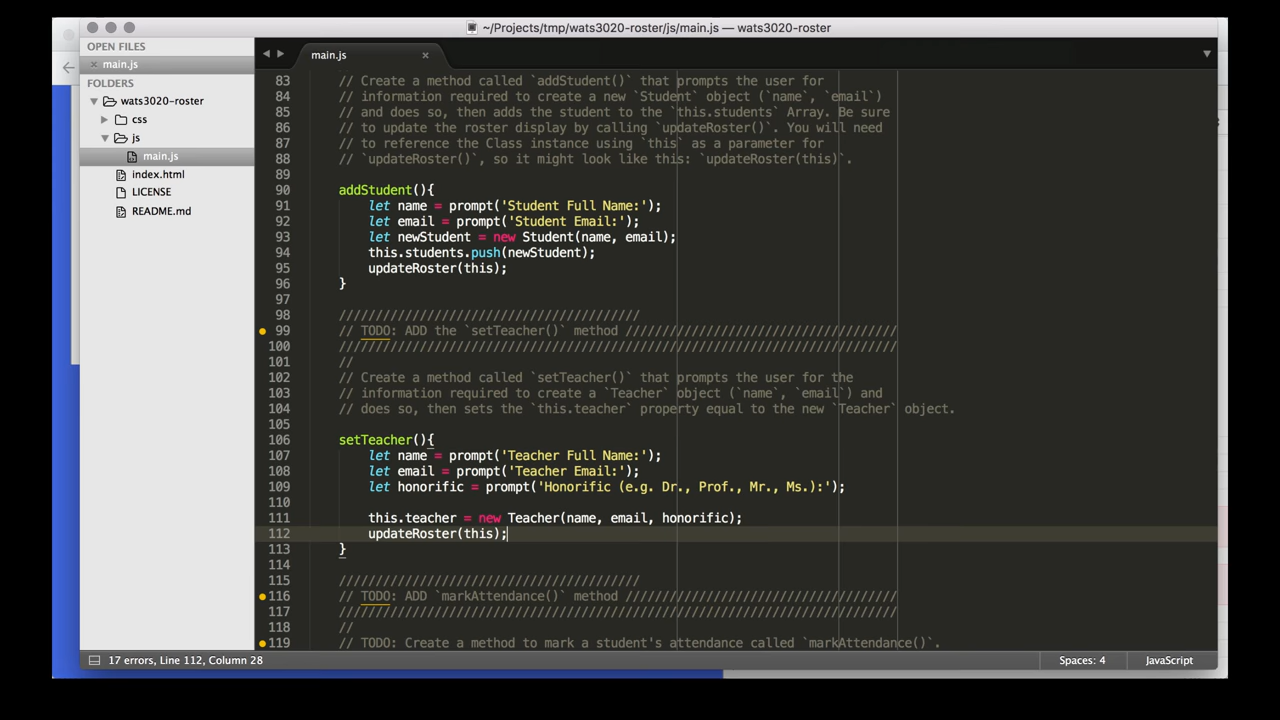 ~/Projects/tmp/wats3020-roster/js/main.js — wats3020-roster
OPEN FILES
main.js
FOLDERS
wats3020-roster
css
js
main.js
index.html
LICENSE
README.md
main.js
83 // Create a method called `addStudent()` that prompts the user for
84 // information required to create a new `Student` object (`name`, `email`)
85 // and does so, then adds the student to the `this.students` Array. Be sure
86 // to update the roster display by calling `updateRoster()`. You will need
87 // to reference the Class instance using `this` as a parameter for
88 // `updateRoster()`, so it might look like this: `updateRoster(this)`.
89
90 addStudent(){
91 let name = prompt('Student Full Name:');
92 let email = prompt('Student Email:');
93 let newStudent = new Student(name, email);
94 this.students.push(newStudent);
95 updateRoster(this);
96 }
97
98 /////////////////////////////////////////
99 // TODO: ADD the `setTeacher()` method /////////////////////////////////////
100 ////////////////////////////////////////////////////////////////////////////
101 //
102 // Create a method called `setTeacher()` that prompts the user for the
103 // information required to create a `Teacher` object (`name`, `email`) and
104 // does so, then sets the `this.teacher` property equal to the new `Teacher` object.
105
106 setTeacher(){
107 let name = prompt('Teacher Full Name:');
108 let email = prompt('Teacher Email:');
109 let honorific = prompt('Honorific (e.g. Dr., Prof., Mr., Ms.):');
110
111 this.teacher = new Teacher(name, email, honorific);
112 updateRoster(this);
113 }
114
115 /////////////////////////////////////////
116 // TODO: ADD `markAttendance()` method /////////////////////////////////////
117 ////////////////////////////////////////////////////////////////////////////
118 //
119 // TODO: Create a method to mark a student's attendance called `markAttendance()`.
17 errors, Line 112, Column 28
Spaces: 4
JavaScript